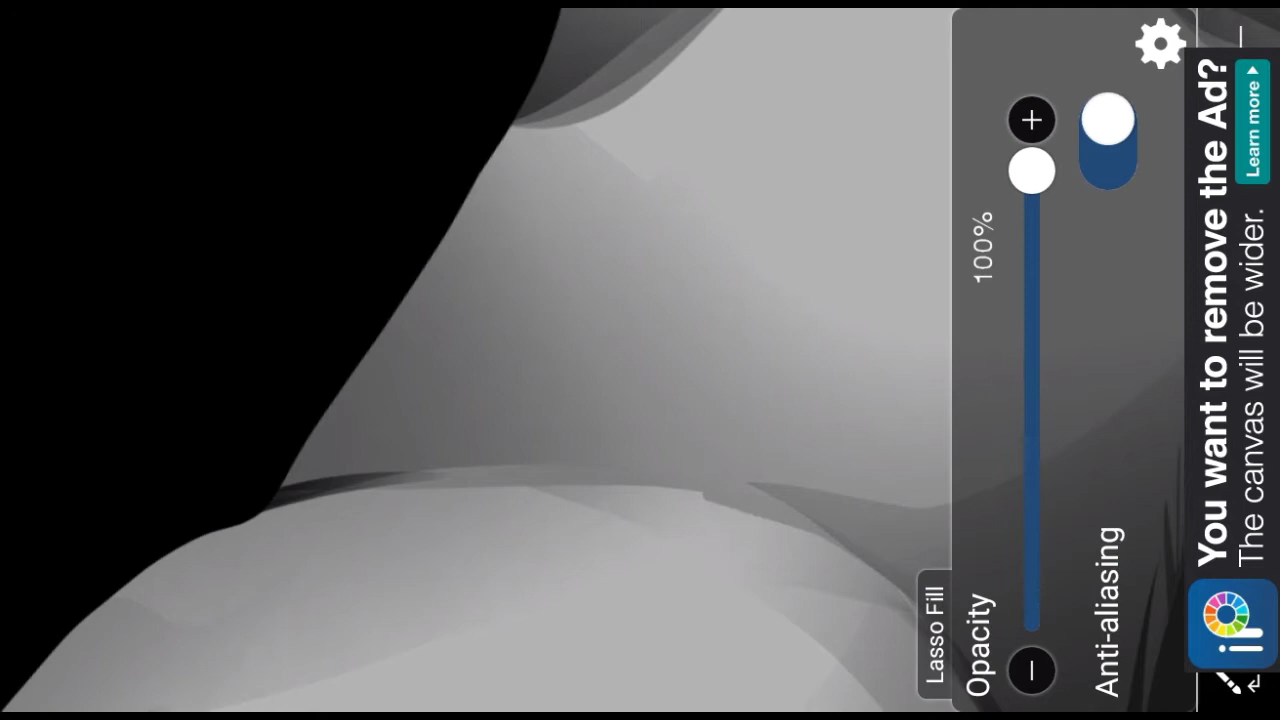 Lasso Fill
Opacity
100%
Anti-aliasing
You want to remove the Ad?
The canvas will be wider.
Learn more